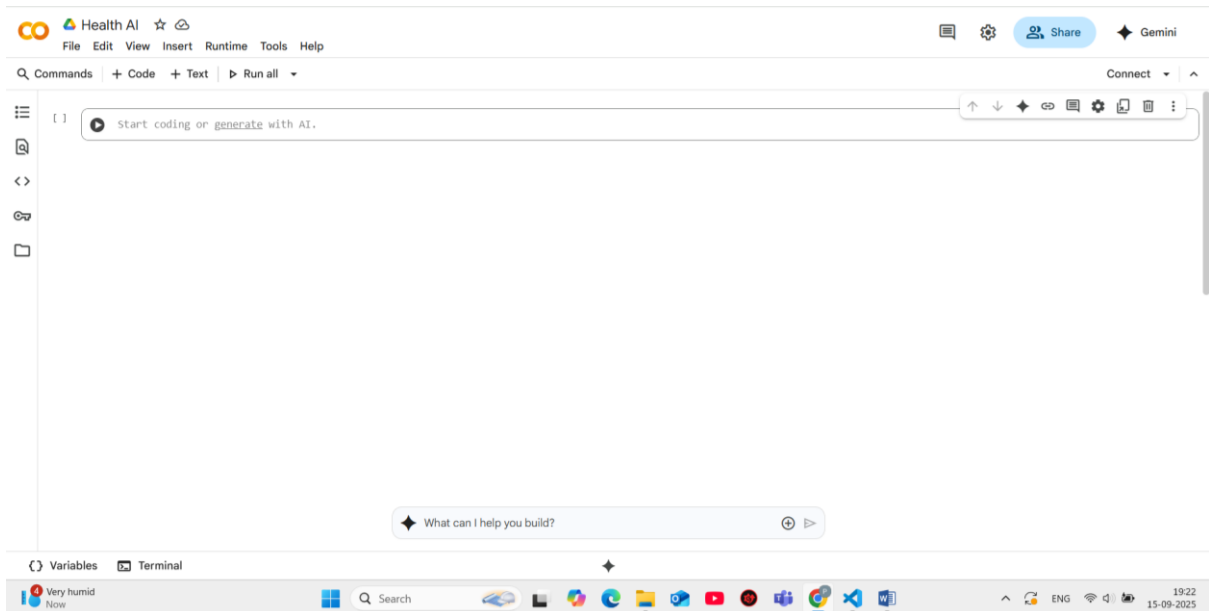 Health AI
File Edit View Insert Runtime Tools Help
Share
Gemini
Commands + Code + Text Run all
Connect
[ ]
Start coding or generate with AI.
What can I help you build?
{} Variables Terminal
4
Very humid
Now
Search
ENG
19:22
15-09-2025